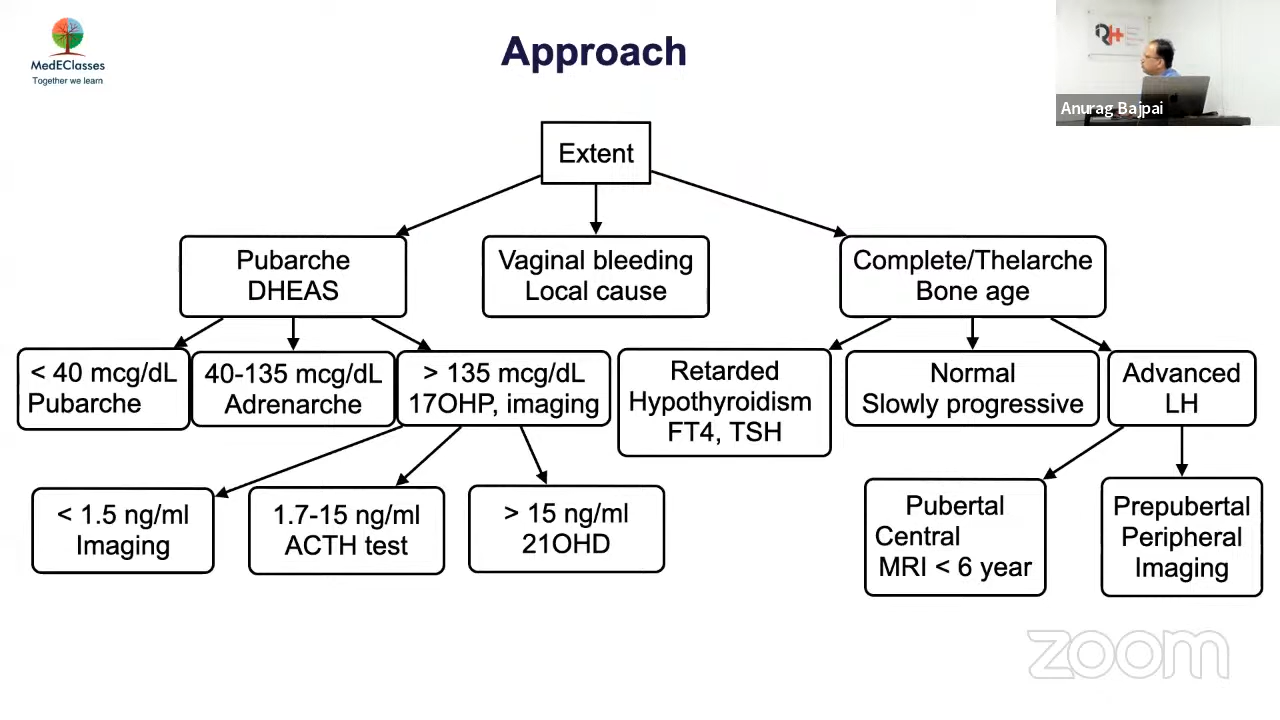 MedEClasses
Together we learn
Approach
Anurag Bajpai
Extent
Pubarche
DHEAS
Vaginal bleeding
Local cause
Complete/Thelarche
Bone age
< 40 mcg/dL
Pubarche
40-135 mcg/dL
Adrenarche
> 135 mcg/dL
17OHP, imaging
Retarded
Hypothyroidism
FT4, TSH
Normal
Slowly progressive
Advanced
LH
< 1.5 ng/ml
Imaging
1.7-15 ng/ml
ACTH test
> 15 ng/ml
21OHD
Pubertal
Central
MRI < 6 year
Prepubertal
Peripheral
Imaging
zoom